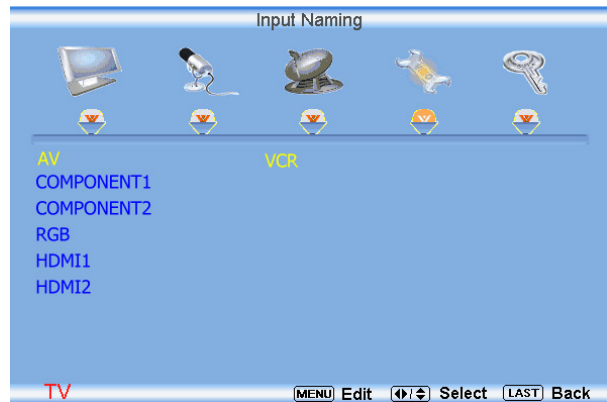 Input Naming
AV VCR
COMPONENT1
COMPONENT2
RGB
HDMI1
HDMI2
TV MENU Edit Select LAST Back